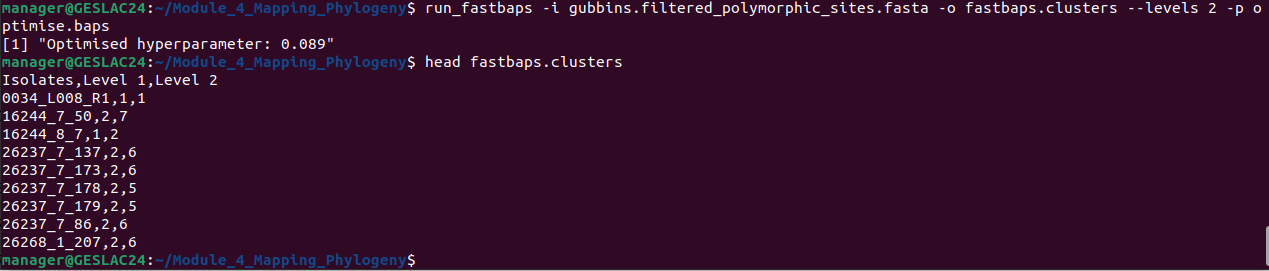 manager@GESLAC24:~/Module_4_Mapping_Phylogeny$ run_fastbaps -i gubbins.filtered_polymorphic_sites.fasta -o fastbaps.clusters --levels 2 -p o
ptimise.baps
[1] "Optimised hyperparameter: 0.089"
manager@GESLAC24:~/Module_4_Mapping_Phylogeny$ head fastbaps.clusters
Isolates,Level 1,Level 2
0034_L008_R1,1,1
16244_7_50,2,7
16244_8_7,1,2
26237_7_137,2,6
26237_7_173,2,6
26237_7_178,2,5
26237_7_179,2,5
26237_7_86,2,6
26268_1_207,2,6
manager@GESLAC24:~/Module_4_Mapping_Phylogeny$